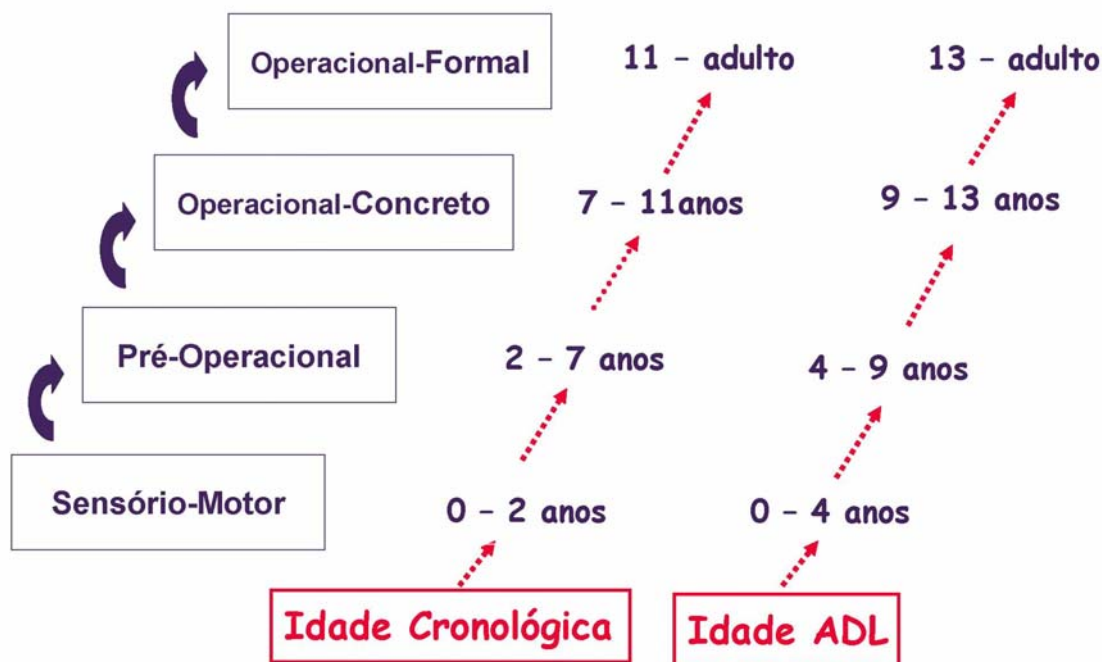 Operacional-Formal
11 – adulto
13 – adulto
Operacional-Concreto
7 – 11anos
9 – 13 anos
Pré-Operacional
2 – 7 anos
4 – 9 anos
Sensório-Motor
0 – 2 anos
0 – 4 anos
Idade Cronológica
Idade ADL